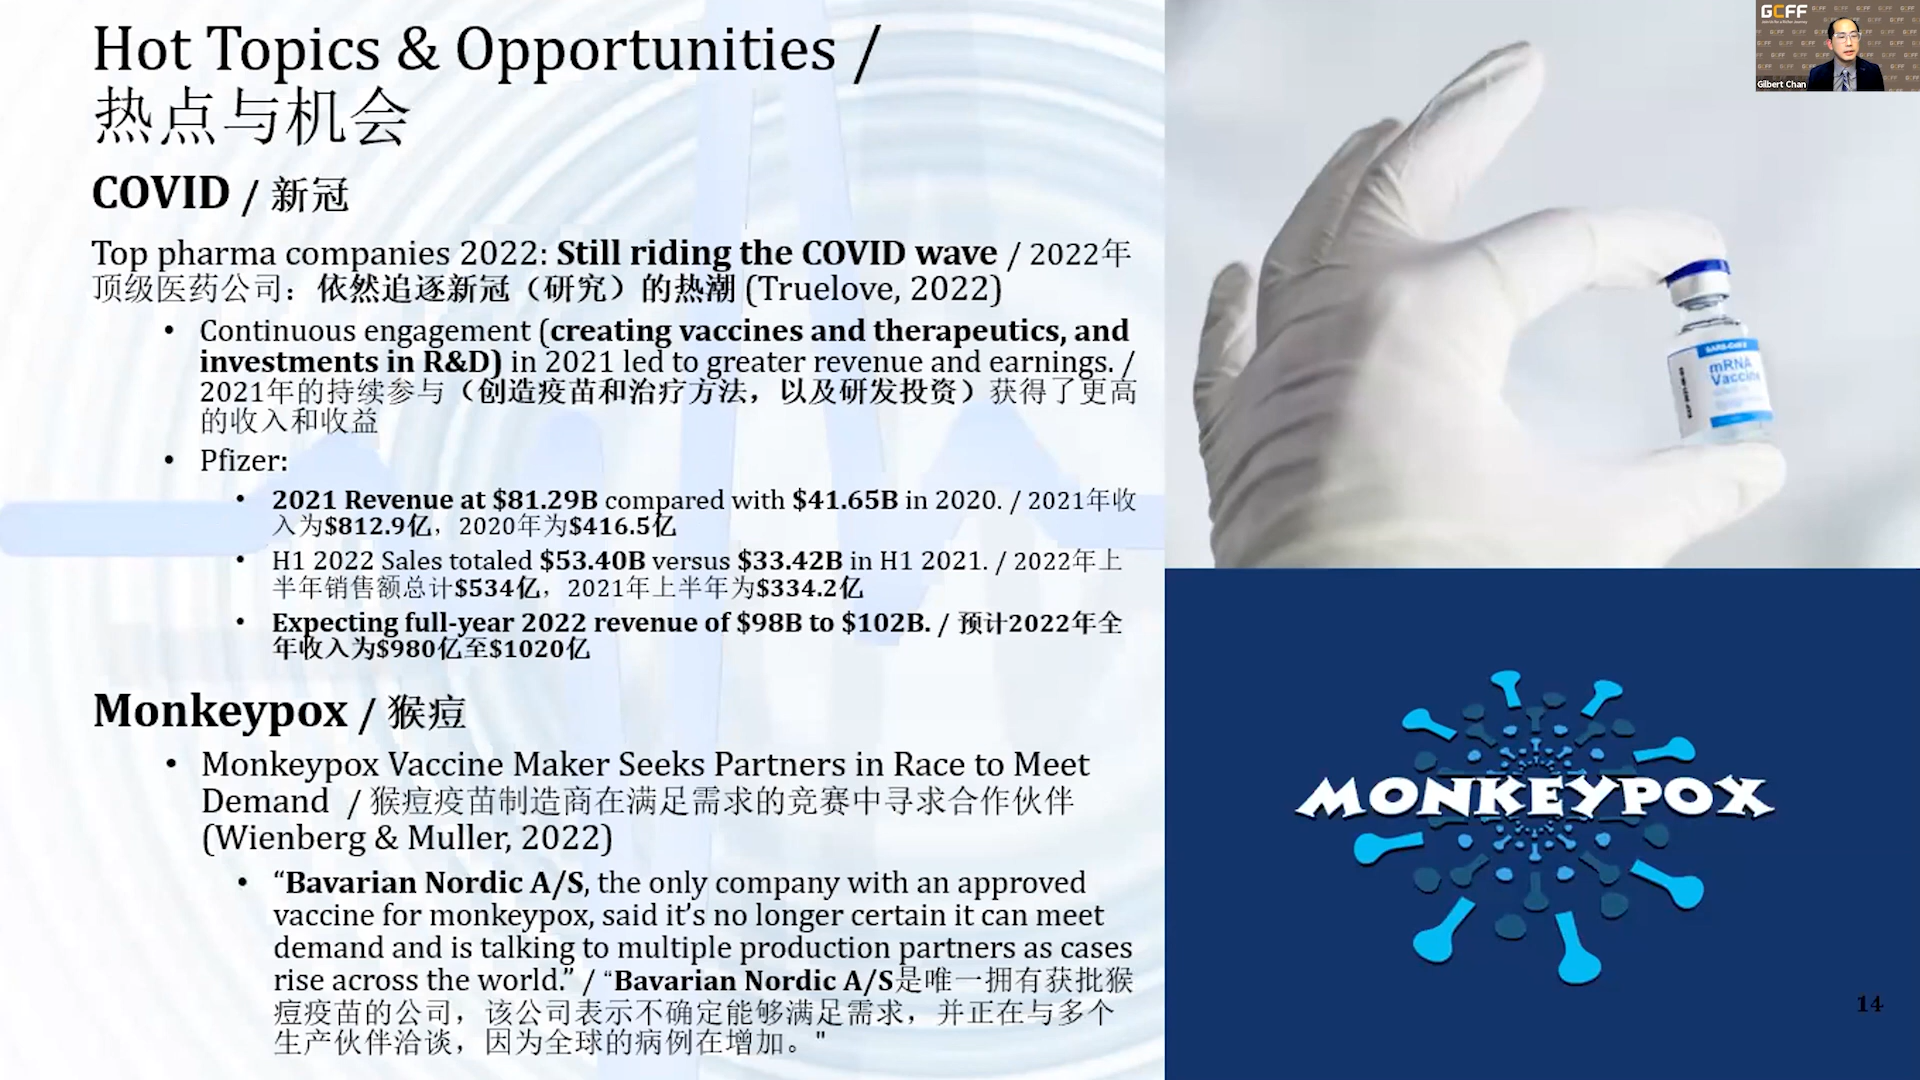 Hot Topics & Opportunities /
热点与机会
COVID / 新冠
Top pharma companies 2022: Still riding the COVID wave / 2022年
顶级医药公司：依然追逐新冠（研究）的热潮 (Truelove, 2022)
• Continuous engagement (creating vaccines and therapeutics, and
investments in R&D) in 2021 led to greater revenue and earnings. /
2021年的持续参与（创造疫苗和治疗方法，以及研发投资）获得了更高
的收入和收益
• Pfizer:
• 2021 Revenue at $81.29B compared with $41.65B in 2020. / 2021年收
入为$812.9亿，2020年为$416.5亿
• H1 2022 Sales totaled $53.40B versus $33.42B in H1 2021. / 2022年上
半年销售额总计$534亿，2021年上半年为$334.2亿
• Expecting full-year 2022 revenue of $98B to $102B. / 预计2022年全
年收入为$980亿至$1020亿
Monkeypox / 猴痘
• Monkeypox Vaccine Maker Seeks Partners in Race to Meet
Demand / 猴痘疫苗制造商在满足需求的竞赛中寻求合作伙伴
(Wienberg & Muller, 2022)
• “Bavarian Nordic A/S, the only company with an approved
vaccine for monkeypox, said it’s no longer certain it can meet
demand and is talking to multiple production partners as cases
rise across the world.” / “Bavarian Nordic A/S是唯一拥有获批猴
痘疫苗的公司，该公司表示不确定能够满足需求，并正在与多个
生产伙伴洽谈，因为全球的病例在增加。"
GCFF
Gilbert Chan
SARS-CoV-2
mRNA
Vaccine
MONKEYPOX
14